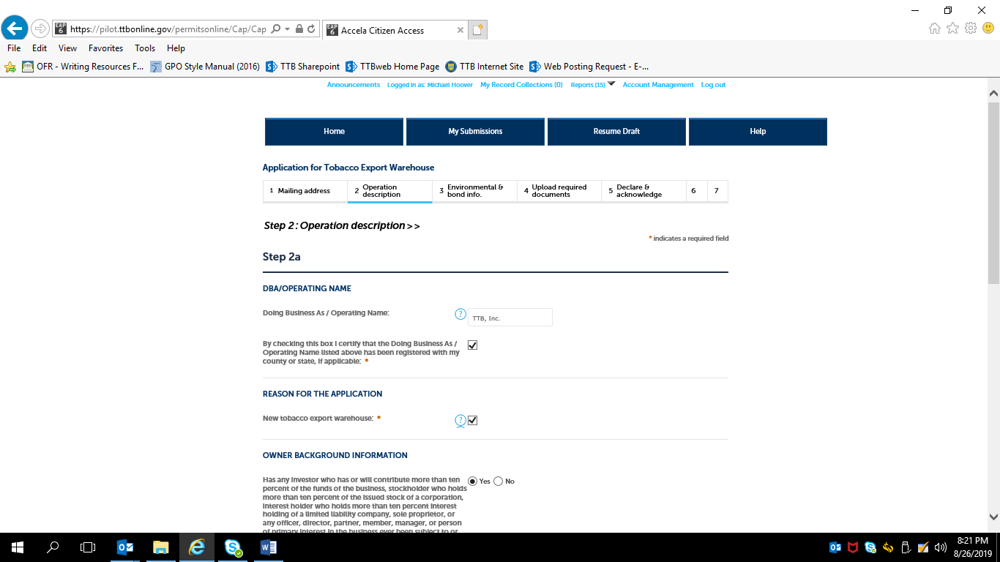 https://pilot.ttbonline.gov/permitsonline/Cap/Cap
Accela Citizen Access
File Edit View Favorites Tools Help
OFR - Writing Resources F... GPO Style Manual (2016) TTB Sharepoint TTBweb Home Page TTB Internet Site Web Posting Request - E-...
Announcements Logged in as: Michael Hoover My Record Collections (0) Reports (15) Account Management Log out
Home My Submissions Resume Draft Help
Application for Tobacco Export Warehouse
1 Mailing address
2 Operation
description
3 Environmental &
bond info.
4 Upload required
documents
5 Declare &
acknowledge
6
7
Step 2: Operation description>>
* indicates a required field
Step 2a
DBA/OPERATING NAME
Doing Business As / Operating Name:
? TTB, Inc.
By checking this box I certify that the Doing Business As /
Operating Name listed above has been registered with my
county or state, if applicable: *
REASON FOR THE APPLICATION
New tobacco export warehouse: *
?
OWNER BACKGROUND INFORMATION
Has any investor who has or will contribute more than ten
percent of the funds of the business, stockholder who holds
more than ten percent of the issued stock of a corporation,
interest holder who holds more than ten percent interest
holding of a limited liability company, sole proprietor, or
any officer, director, partner, member, manager, or person
of primary interest in the business ever been subject to or
Yes No
8:21 PM
8/26/2019